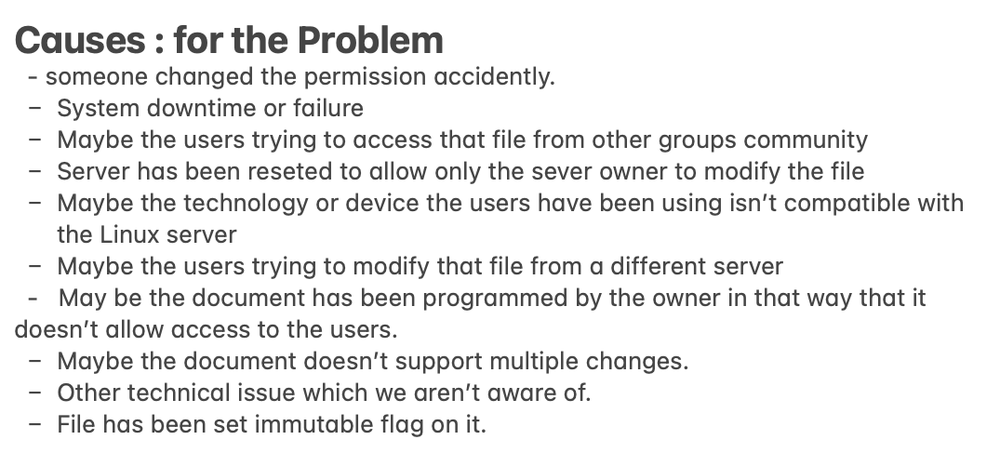 Causes : for the Problem
- someone changed the permission accidently.
– System downtime or failure
– Maybe the users trying to access that file from other groups community
– Server has been reseted to allow only the sever owner to modify the file
– Maybe the technology or device the users have been using isn’t compatible with
the Linux server
– Maybe the users trying to modify that file from a different server
- May be the document has been programmed by the owner in that way that it
doesn’t allow access to the users.
– Maybe the document doesn’t support multiple changes.
– Other technical issue which we aren’t aware of.
– File has been set immutable flag on it.